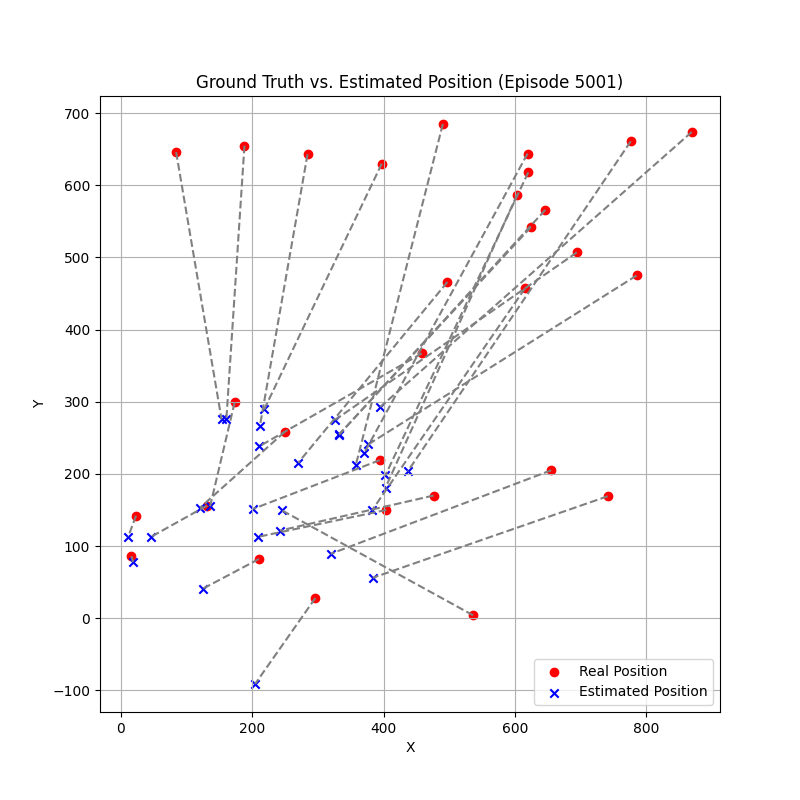 Ground Truth vs. Estimated Position (Episode 5001)
700
600
500
400
300
200
100
0
−100
Y
0 200 400 600 800
X
Real Position
Estimated Position